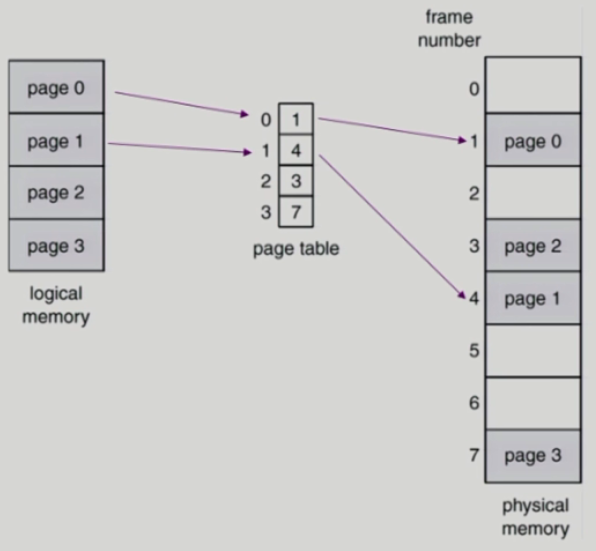 frame
number
page 0
page 1
page 2
page 3
logical
memory
0 1
1 4
2 3
3 7
page table
0
1 page 0
2
3 page 2
4 page 1
5
6
7 page 3
physical
memory